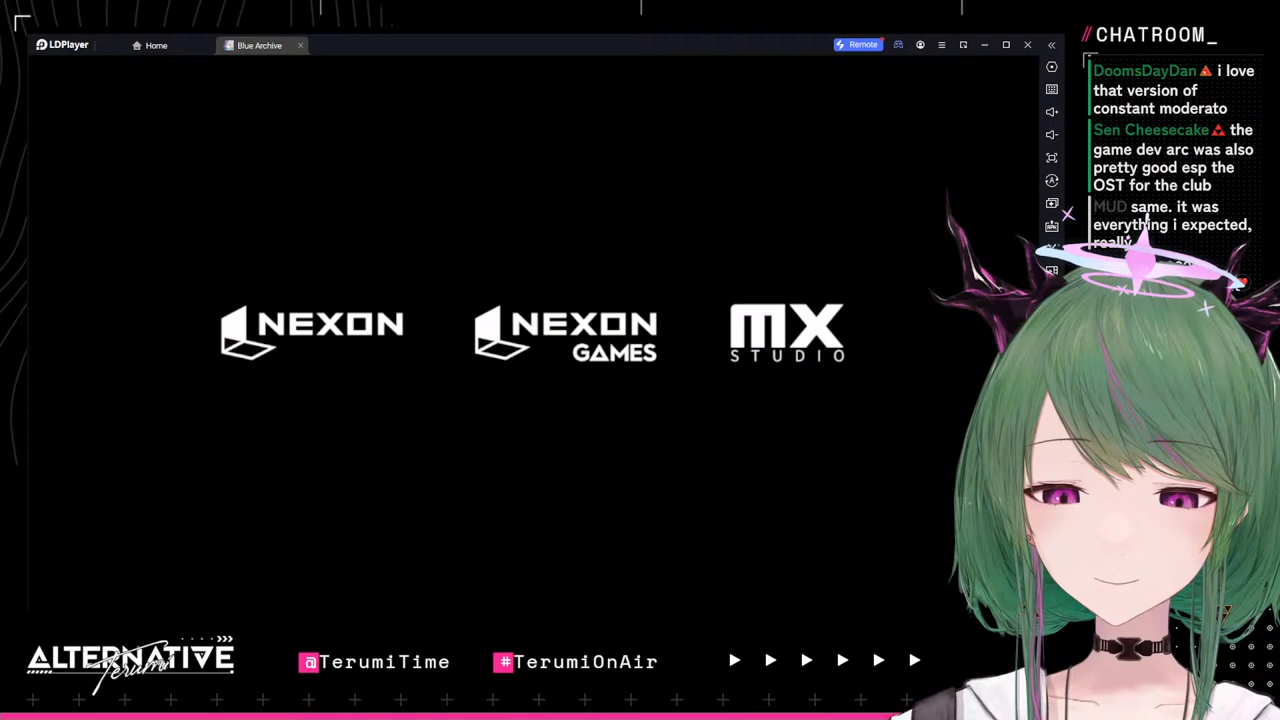 LDPlayer
Home
Blue Archive
Remote
//CHATROOM_
DoomsDayDan i love
that version of
constant moderato
Sen Cheesecake the
game dev arc was also
pretty good esp the
OST for the club
MUD same. it was
everything i expected,
really
NEXON
NEXON
GAMES
MX
STUDIO
ALTERNATIVE
Terumi
@TerumiTime
#TerumiOnAir